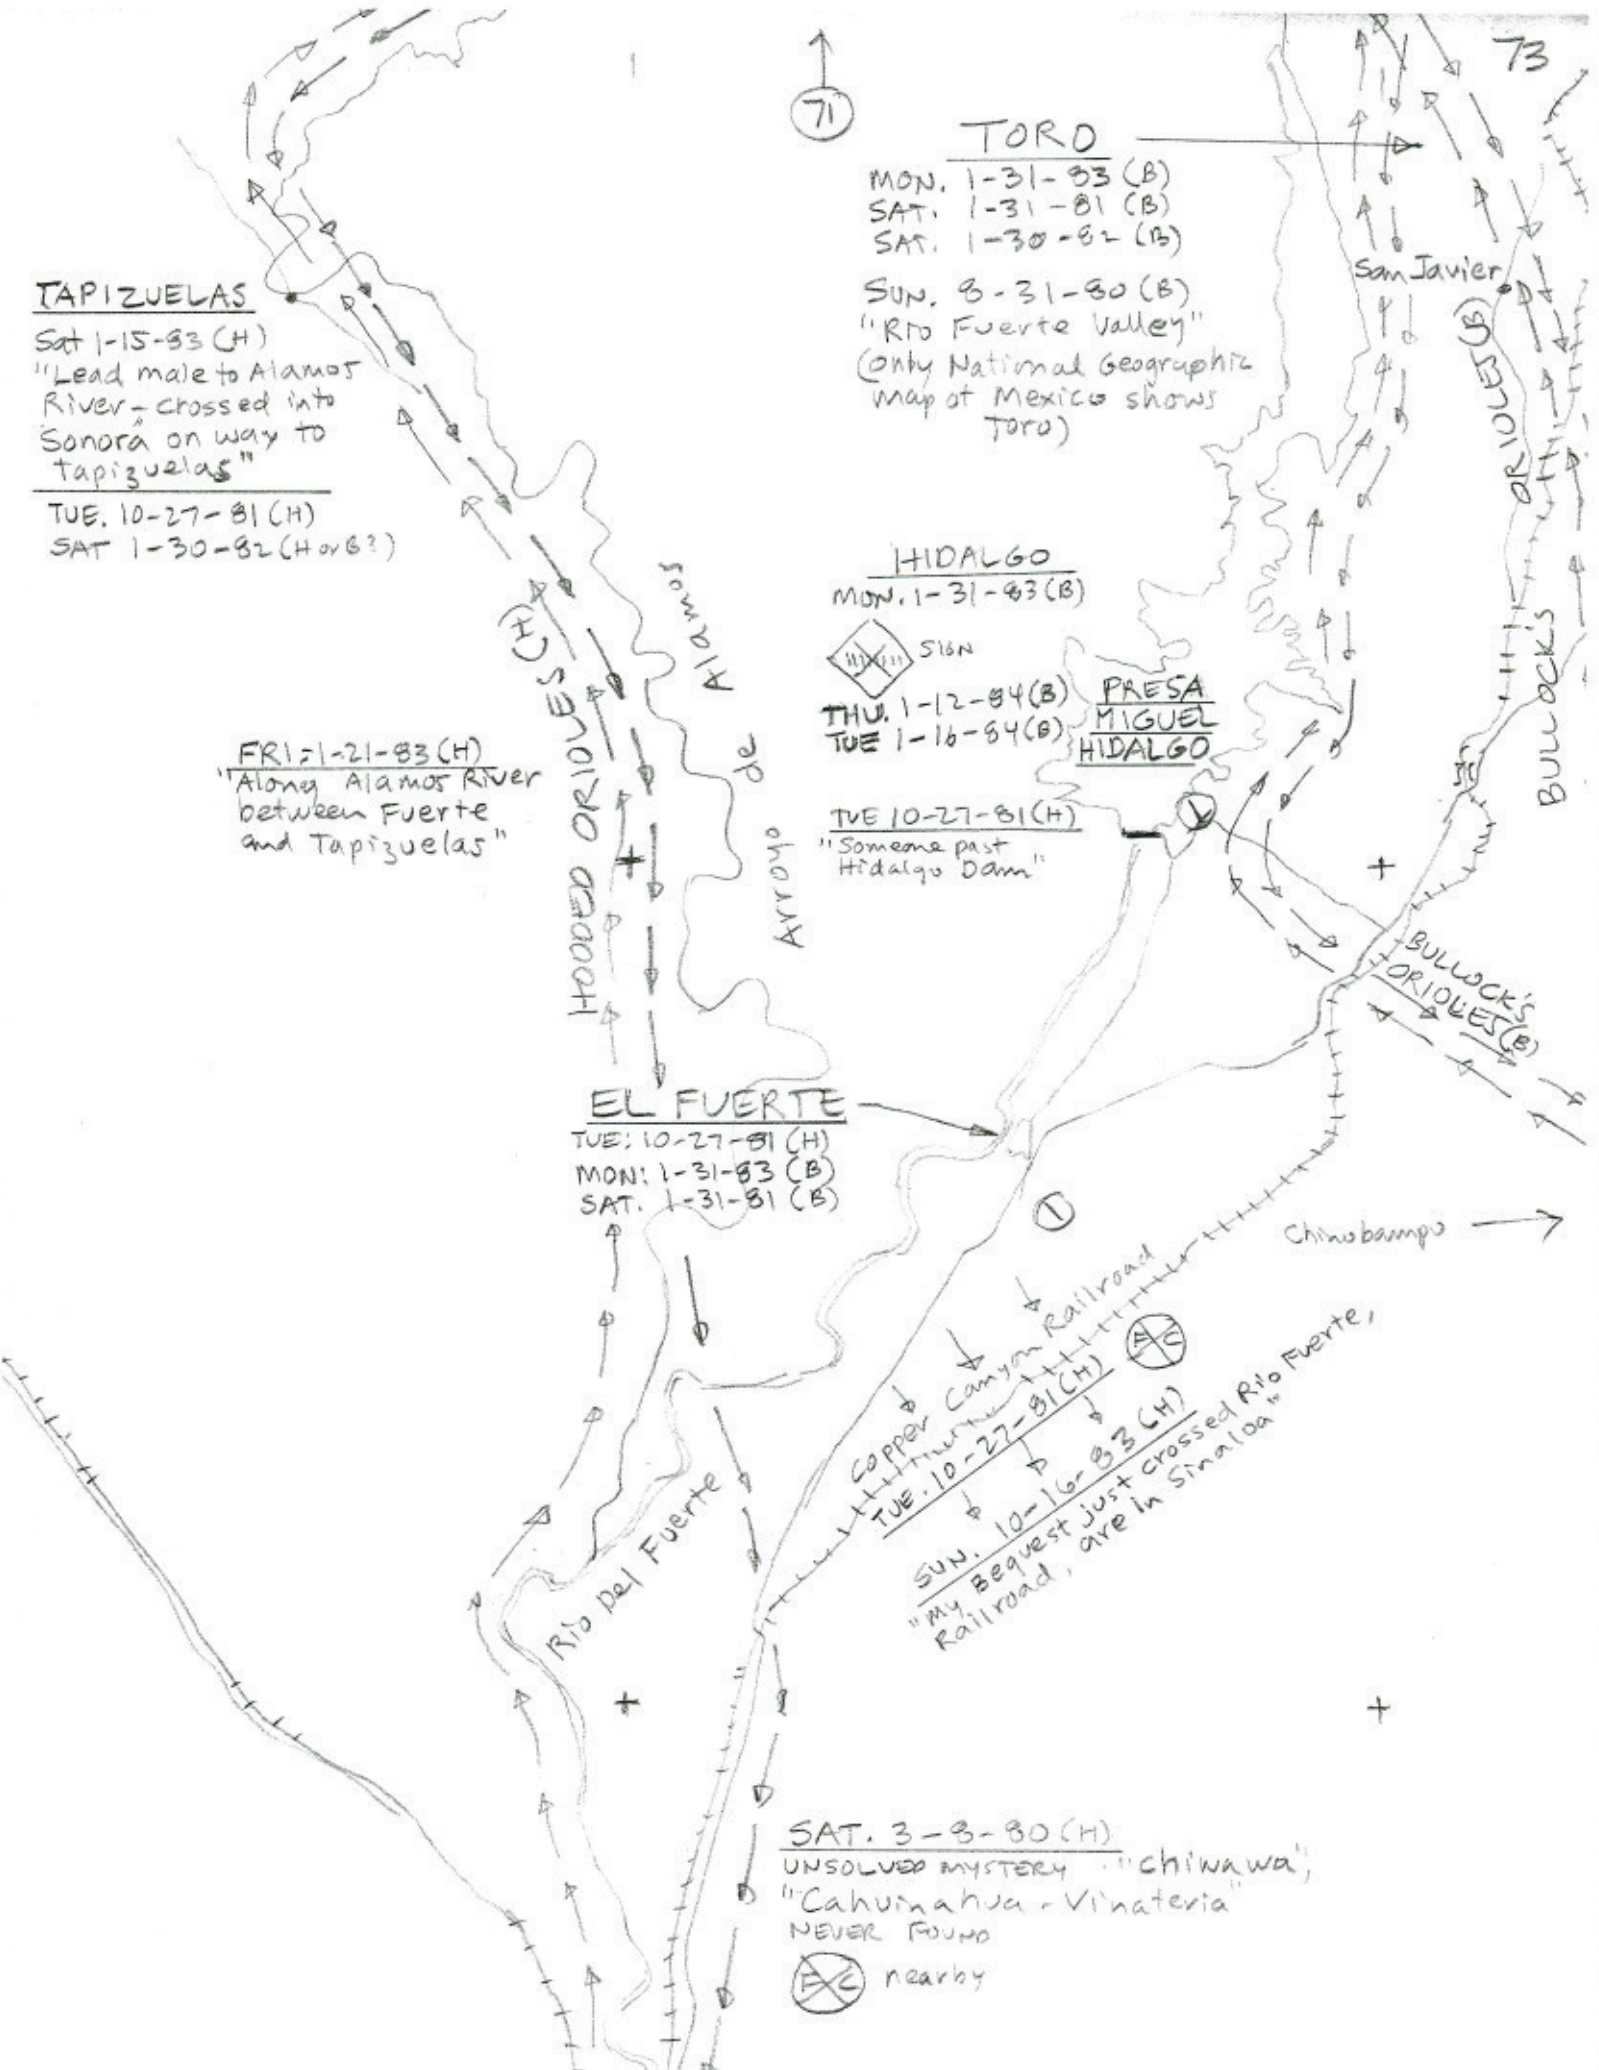 73
71
TORO
MON. 1-31-83 (B)
SAT. 1-31-81 (B)
SAT. 1-30-82 (B)
SUN. 8-31-80 (B)
"Rio Fuerte Valley"
(only National Geographic
map of Mexico shows
Toro)
San Javier
TAPIZUELAS
Sat 1-15-83 (H)
"Lead male to Alamos
River - crossed into
Sonora" on way to
Tapizuelas"
TUE. 10-27-81 (H)
SAT 1-30-82 (H or B?)
HOODED ORIOLES (H)
Arroyo de Alamos
BULLOCK'S ORIOLES (B)
HIDALGO
MON. 1-31-83 (B)
SIGN
THU. 1-12-84 (B)
TUE 1-16-84 (B)
PRESA
MIGUEL
HIDALGO
FRI: 1-21-83 (H)
"Along Alamos River
between Fuerte
and Tapizuelas"
TUE 10-27-81 (H)
"Someone past
Hidalgo Dam"
1
BULLOCK'S
ORIOLES (B)
EL FUERTE
TUE: 10-27-81 (H)
MON: 1-31-83 (B)
SAT. 1-31-81 (B)
1
Chinobampo
Copper Canyon Railroad
TUE. 10-27-81 (H)
E C
SUN. 10-16-83 (H)
"My Bequest just crossed Rio Fuerte,
Railroad, are in Sinaloa"
Rio Del Fuerte
SAT. 3-8-80 (H)
UNSOLVED MYSTERY "Chiwawa",
"Cahuinahua - Vinateria"
NEVER FOUND
E C nearby